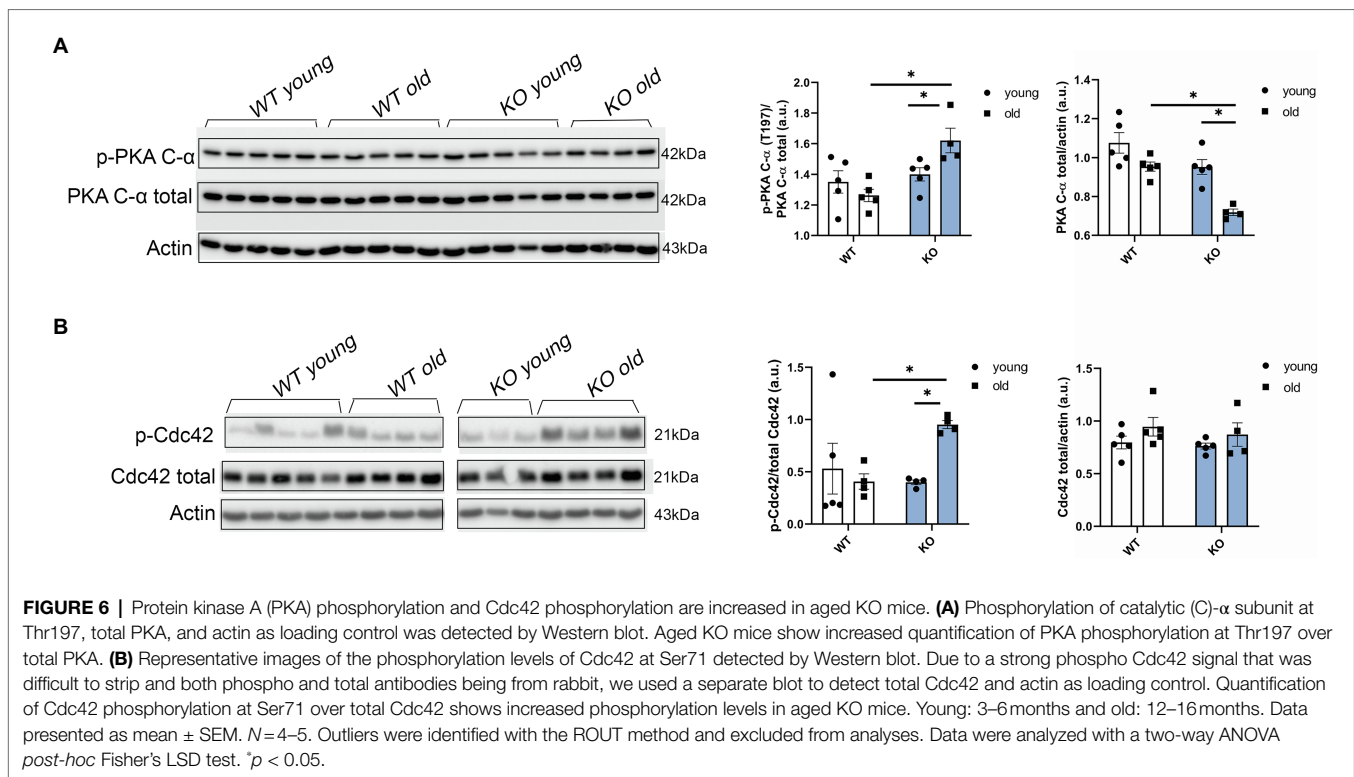 A
WT young
WT old
KO young
KO old
p-PKA C-α
42kDa
PKA C-α total
42kDa
Actin
43kDa
p-PKA C-α (T197)/
PKA C-α total (a.u.)
2.0
1.8
1.6
1.4
1.2
1.0
*
*
WT
KO
young
old
PKA C-α total/actin (a.u.)
1.4
1.2
1.0
0.8
0.6
*
*
WT
KO
young
old
B
WT young
WT old
KO young
KO old
p-Cdc42
21kDa
Cdc42 total
21kDa
Actin
43kDa
p-Cdc42/total Cdc42 (a.u.)
1.5
1.0
0.5
0.0
*
*
WT
KO
young
old
Cdc42 total/actin (a.u.)
1.5
1.0
0.5
0.0
WT
KO
young
old
FIGURE 6 | Protein kinase A (PKA) phosphorylation and Cdc42 phosphorylation are increased in aged KO mice. (A) Phosphorylation of catalytic (C)-α subunit at
Thr197, total PKA, and actin as loading control was detected by Western blot. Aged KO mice show increased quantification of PKA phosphorylation at Thr197 over
total PKA. (B) Representative images of the phosphorylation levels of Cdc42 at Ser71 detected by Western blot. Due to a strong phospho Cdc42 signal that was
difficult to strip and both phospho and total antibodies being from rabbit, we used a separate blot to detect total Cdc42 and actin as loading control. Quantification
of Cdc42 phosphorylation at Ser71 over total Cdc42 shows increased phosphorylation levels in aged KO mice. Young: 3–6 months and old: 12–16 months. Data
presented as mean ± SEM. N = 4–5. Outliers were identified with the ROUT method and excluded from analyses. Data were analyzed with a two-way ANOVA
post-hoc Fisher's LSD test. *p < 0.05.